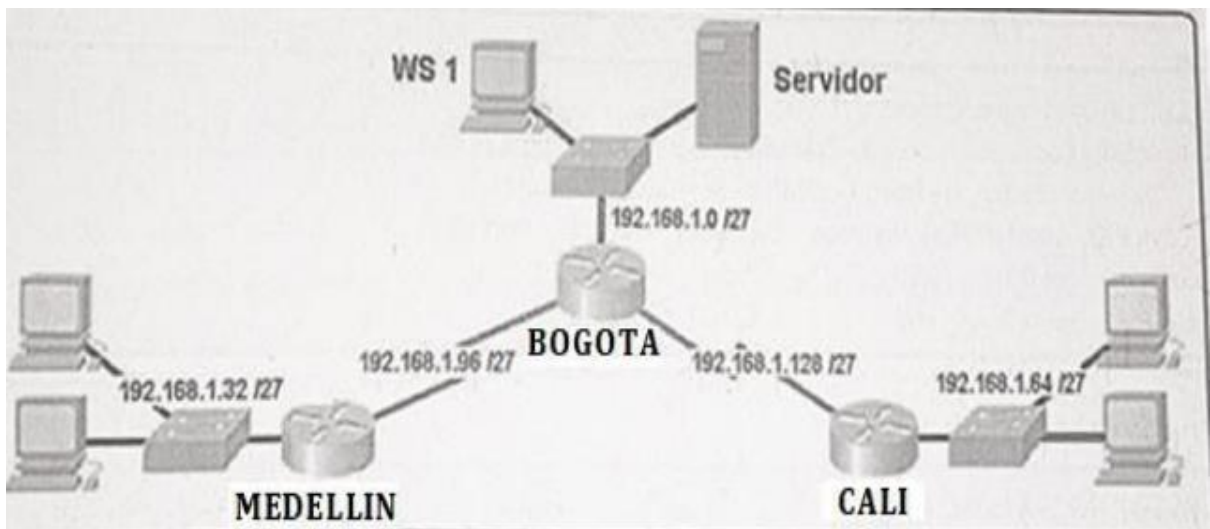 WS 1
Servidor
192.168.1.0 /27
BOGOTA
192.168.1.96 /27
192.168.1.128 /27
192.168.1.32 /27
192.168.1.64 /27
MEDELLIN
CALI